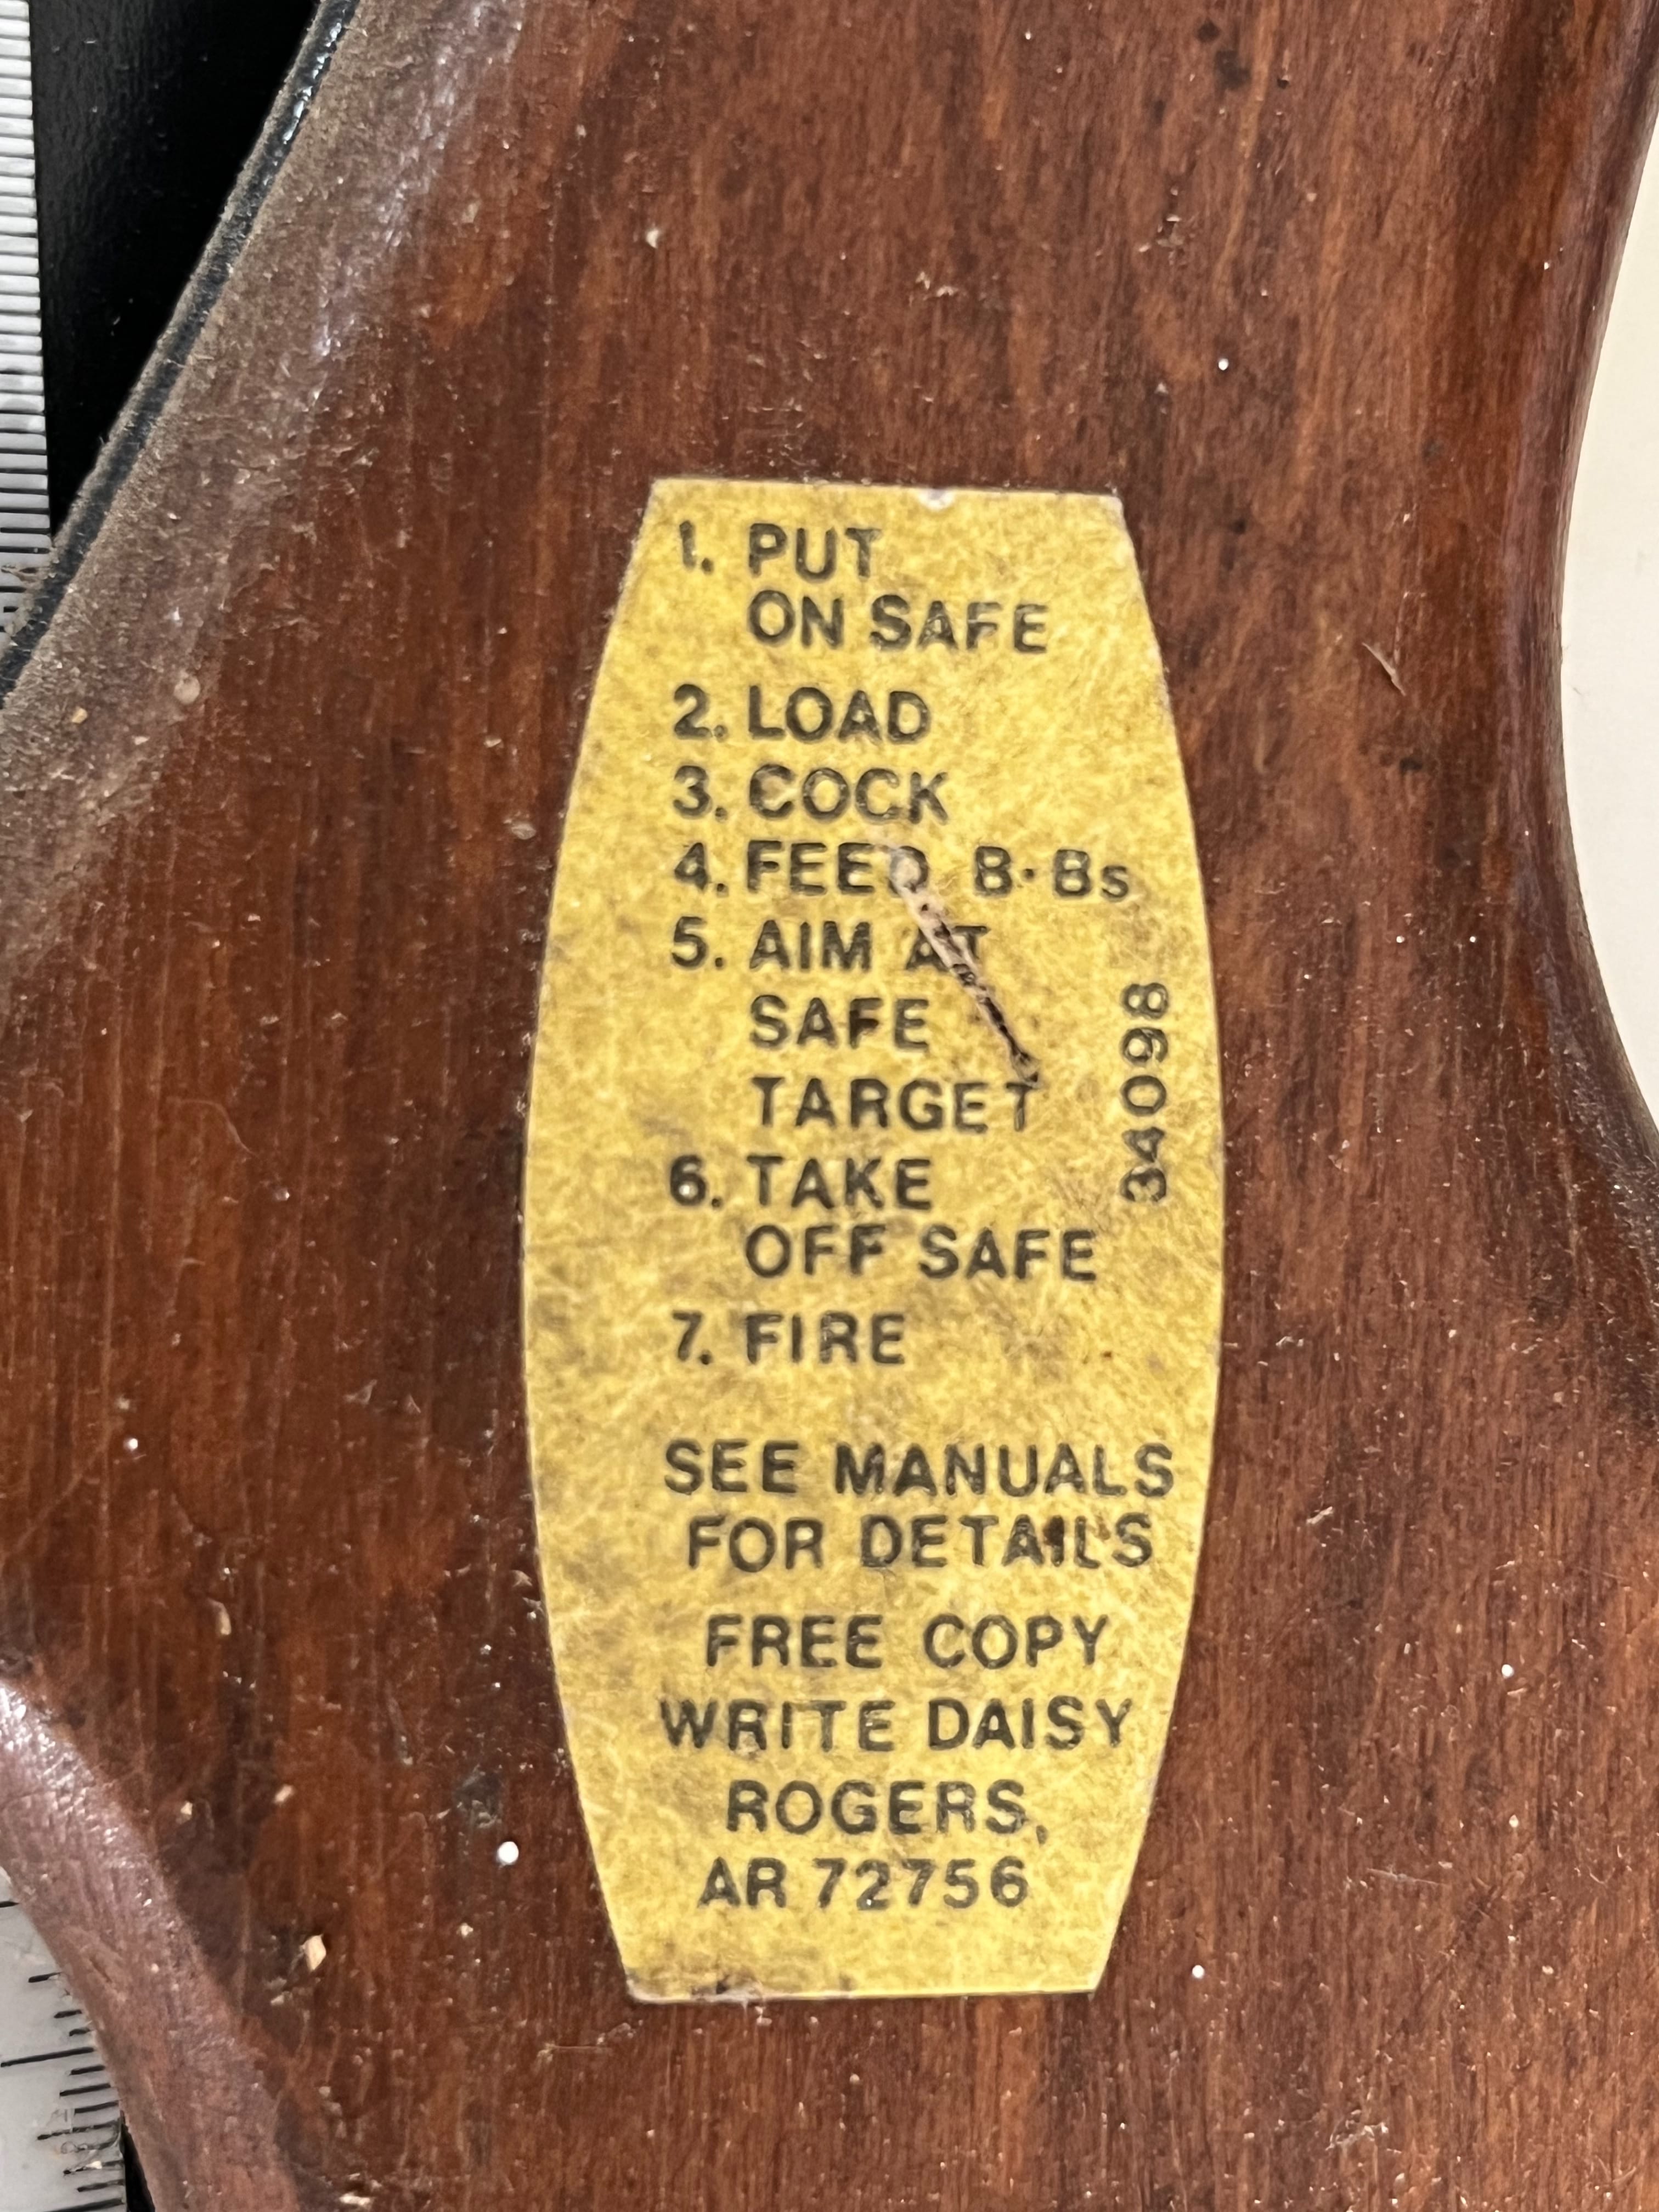 1. PUT
ON SAFE
2. LOAD
3. COCK
4. FEED B·Bs
5. AIM AT
SAFE
TARGET
6. TAKE
OFF SAFE
7. FIRE
34098
SEE MANUALS
FOR DETAILS
FREE COPY
WRITE DAISY
ROGERS,
AR 72756